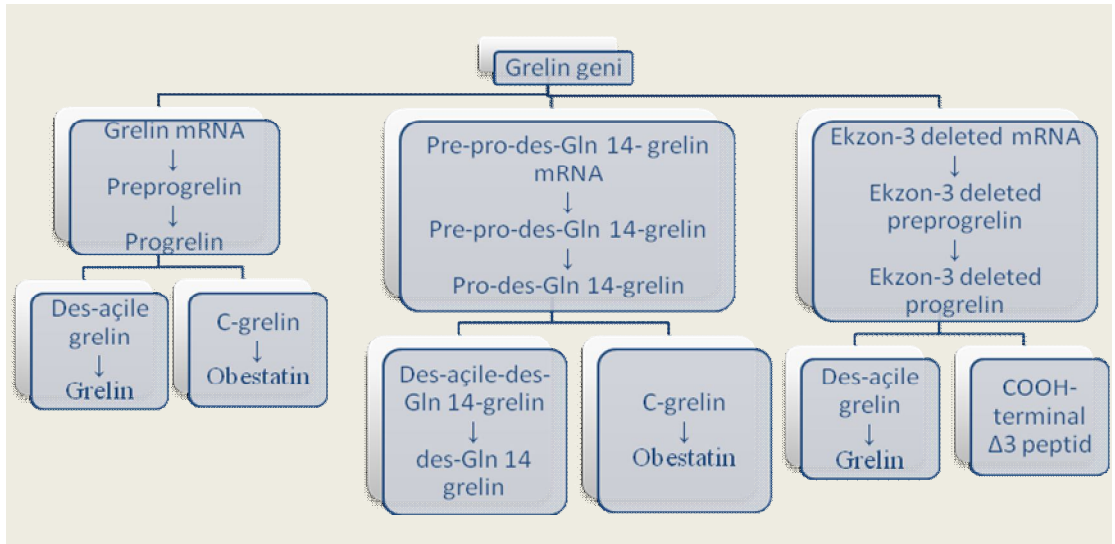 Grelin geni
Grelin mRNA
↓
Preprogrelin
↓
Progrelin
Pre-pro-des-Gln 14- grelin
mRNA
↓
Pre-pro-des-Gln 14-grelin
↓
Pro-des-Gln 14-grelin
Ekzon-3 deleted mRNA
↓
Ekzon-3 deleted
preprogrelin
↓
Ekzon-3 deleted
progrelin
Des-açile
grelin
↓
Grelin
C-grelin
↓
Obestatin
Des-açile-des-
Gln 14-grelin
↓
des-Gln 14
grelin
C-grelin
↓
Obestatin
Des-açile
grelin
↓
Grelin
COOH-
terminal
Δ3 peptid